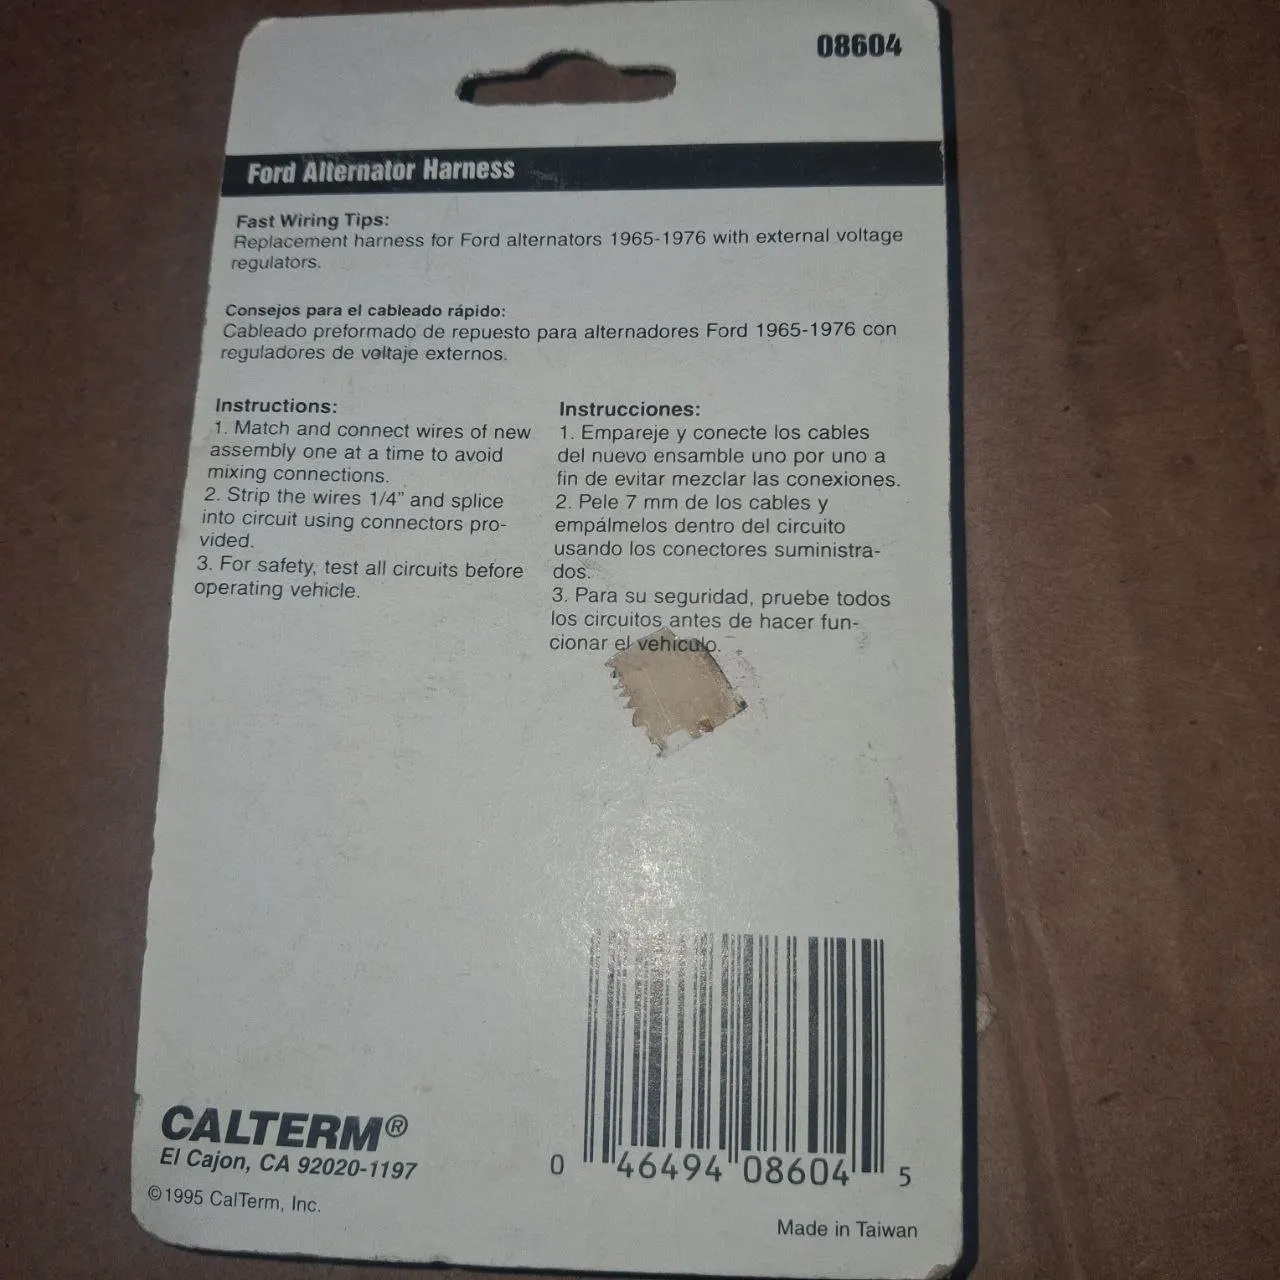 08604
Ford Alternator Harness
Fast Wiring Tips:
Replacement harness for Ford alternators 1965-1976 with external voltage
regulators.
Consejos para el cableado rápido:
Cableado preformado de repuesto para alternadores Ford 1965-1976 con
reguladores de voltaje externos.
Instructions:
1. Match and connect wires of new
assembly one at a time to avoid
mixing connections.
2. Strip the wires 1/4" and splice
into circuit using connectors pro-
vided.
3. For safety, test all circuits before
operating vehicle.
Instrucciones:
1. Empareje y conecte los cables
del nuevo ensamble uno por uno a
fin de evitar mezclar las conexiones.
2. Pele 7 mm de los cables y
empálmelos dentro del circuito
usando los conectores suministra-
dos.
3. Para su seguridad, pruebe todos
los circuitos antes de hacer fun-
cionar el vehículo.
CALTERM®
El Cajon, CA 92020-1197
©1995 CalTerm, Inc.
0 46494 08604 5
Made in Taiwan